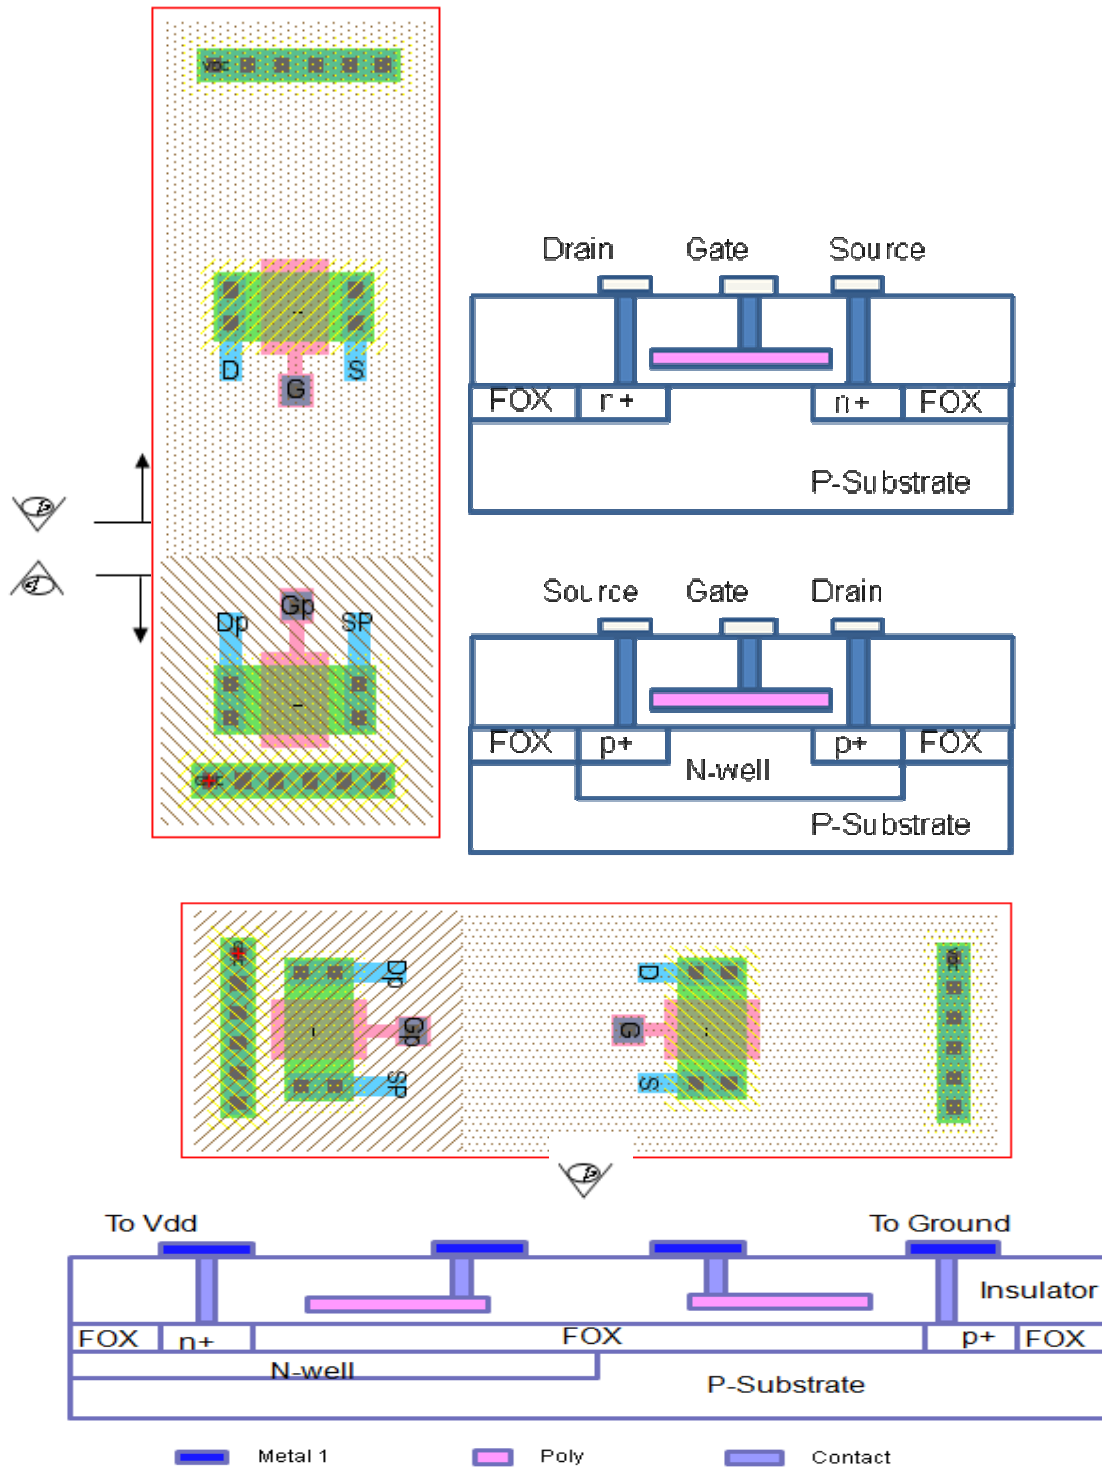 D
S
G
Drain Gate Source
FOX
n+
FOX
P-Substrate
Dp
Gp
SP
Source Gate Drain
FOX p+ p+ FOX
N-well
P-Substrate
Dp
Gp
SP
D
G
S
To Vdd
To Ground
Insulator
FOX n+ FOX p+ FOX
N-well
P-Substrate
Metal 1 Poly Contact